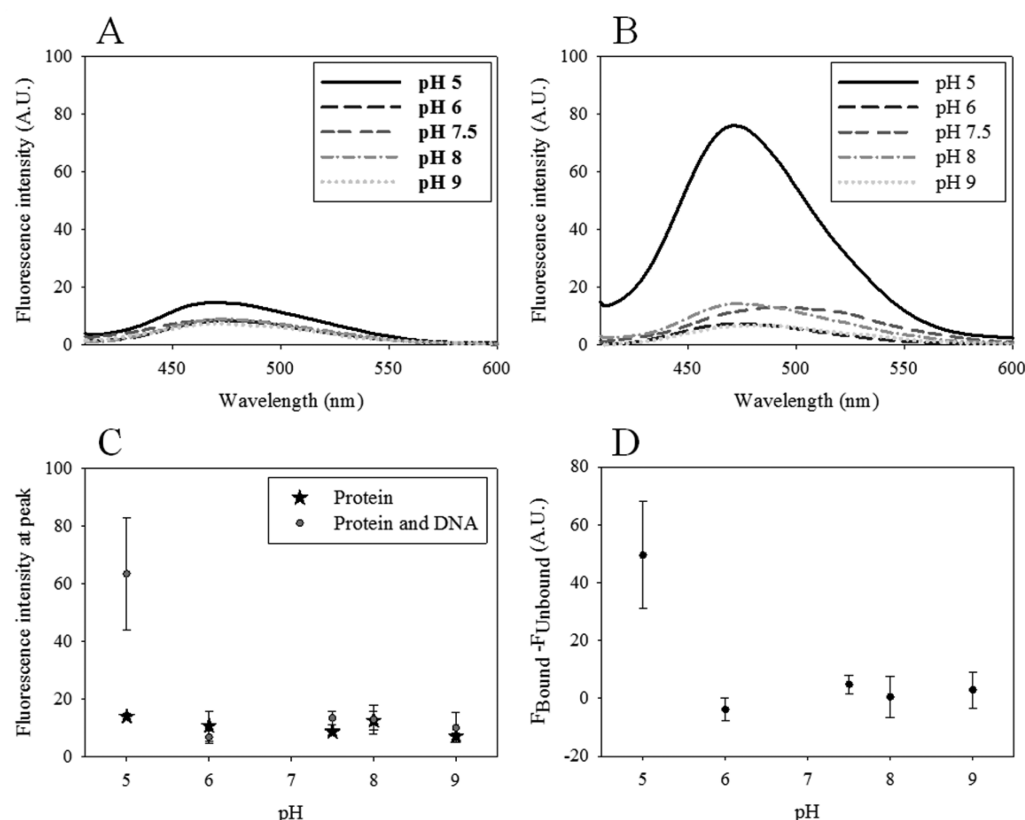 A
Fluorescence intensity (A.U.)
100
80
60
40
20
0
pH 5
pH 6
pH 7.5
pH 8
pH 9
450
500
550
600
Wavelength (nm)
B
Fluorescence intensity (A.U.)
100
80
60
40
20
0
pH 5
pH 6
pH 7.5
pH 8
pH 9
450
500
550
600
Wavelength (nm)
C
Fluorescence intensity at peak
100
80
60
40
20
0
Protein
Protein and DNA
5
6
7
8
9
pH
D
FBound -FUnbound (A.U.)
80
60
40
20
0
-20
5
6
7
8
9
pH